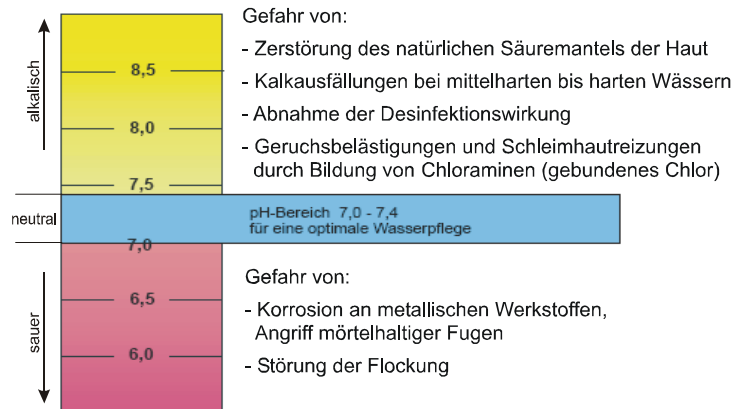 Gefahr von:
- Zerstörung des natürlichen Säuremantels der Haut
- Kalkausfällungen bei mittelharten bis harten Wässern
- Abnahme der Desinfektionswirkung
- Geruchsbelästigungen und Schleimhautreizungen
durch Bildung von Chloraminen (gebundenes Chlor)
alkalisch
8,5
8,0
7,5
neutral
pH-Bereich 7,0 - 7,4
für eine optimale Wasserpflege
7,0
sauer
6,5
6,0
Gefahr von:
- Korrosion an metallischen Werkstoffen,
Angriff mörtelhaltiger Fugen
- Störung der Flockung